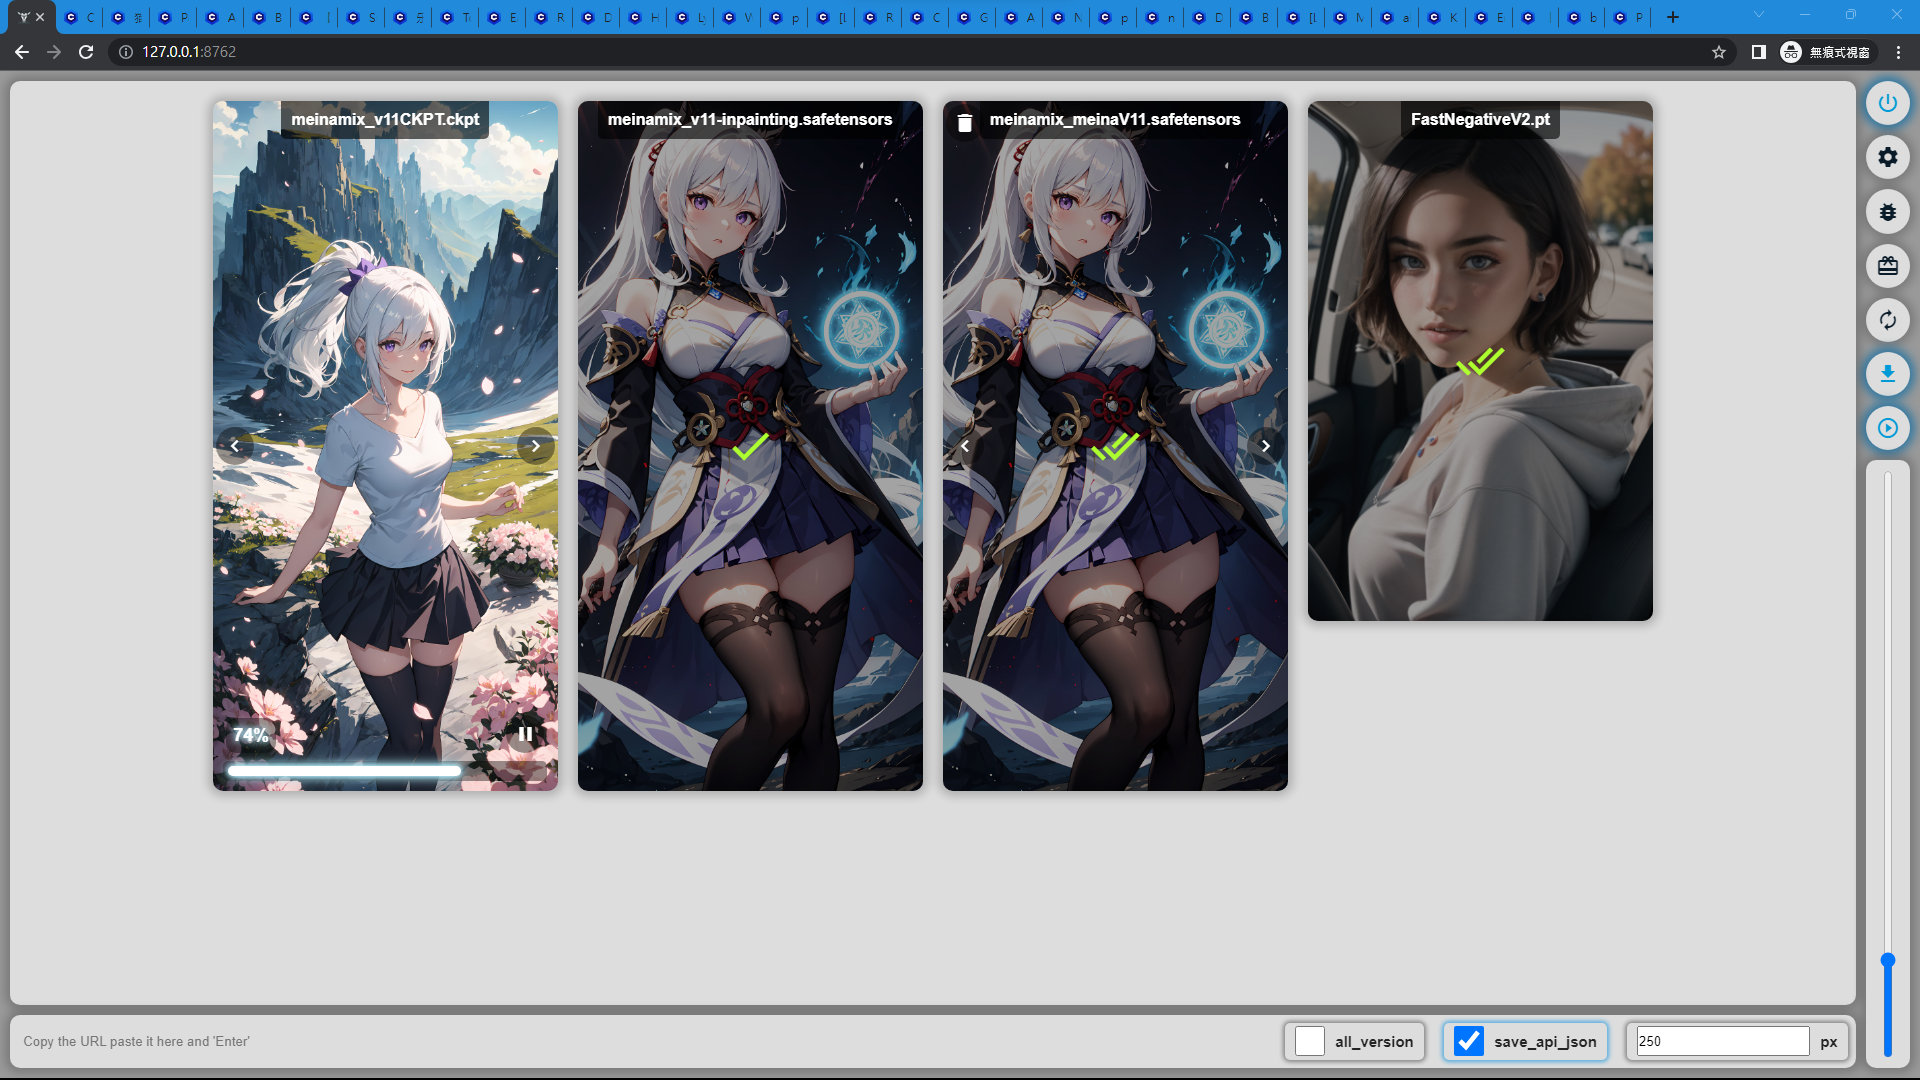 C
P
A
B
S
T
E
R
D
H
L
V
p
[l
R
C
G
A
N
p
n
D
B
[l
M
a
K
E
b
P
127.0.0.1:8762
無痕式視窗
meinamix_v11CKPT.ckpt
meinamix_v11-inpainting.safetensors
meinamix_meinaV11.safetensors
FastNegativeV2.pt
74%
Copy the URL paste it here and 'Enter'
all_version
save_api_json
250
px